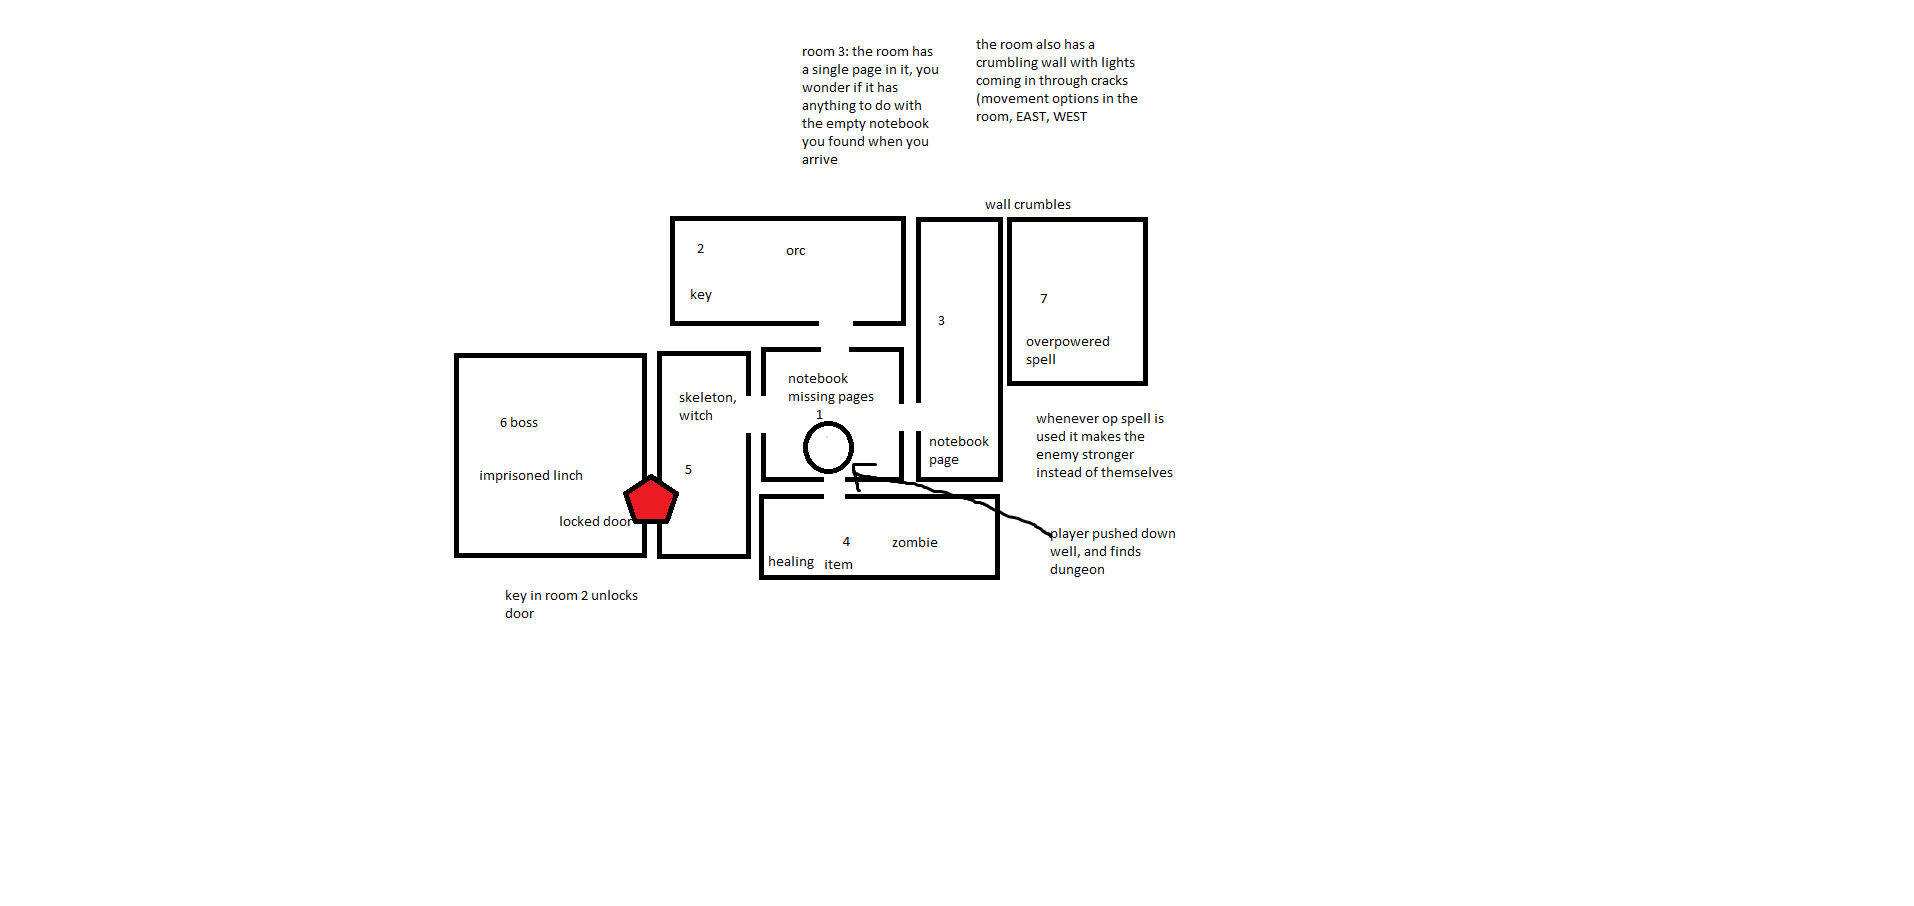 room 3: the room has
a single page in it, you
wonder if it has
anything to do with
the empty notebook
you found when you
arrive
the room also has a
crumbling wall with lights
coming in through cracks
(movement options in the
room, EAST, WEST
wall crumbles
2
orc
key
3
7
overpowered
spell
notebook
missing pages
1
skeleton,
witch
5
6 boss
imprisoned linch
locked door
notebook
page
whenever op spell is
used it makes the
enemy stronger
instead of themselves
4
zombie
healing
item
player pushed down
well, and finds
dungeon
key in room 2 unlocks
door